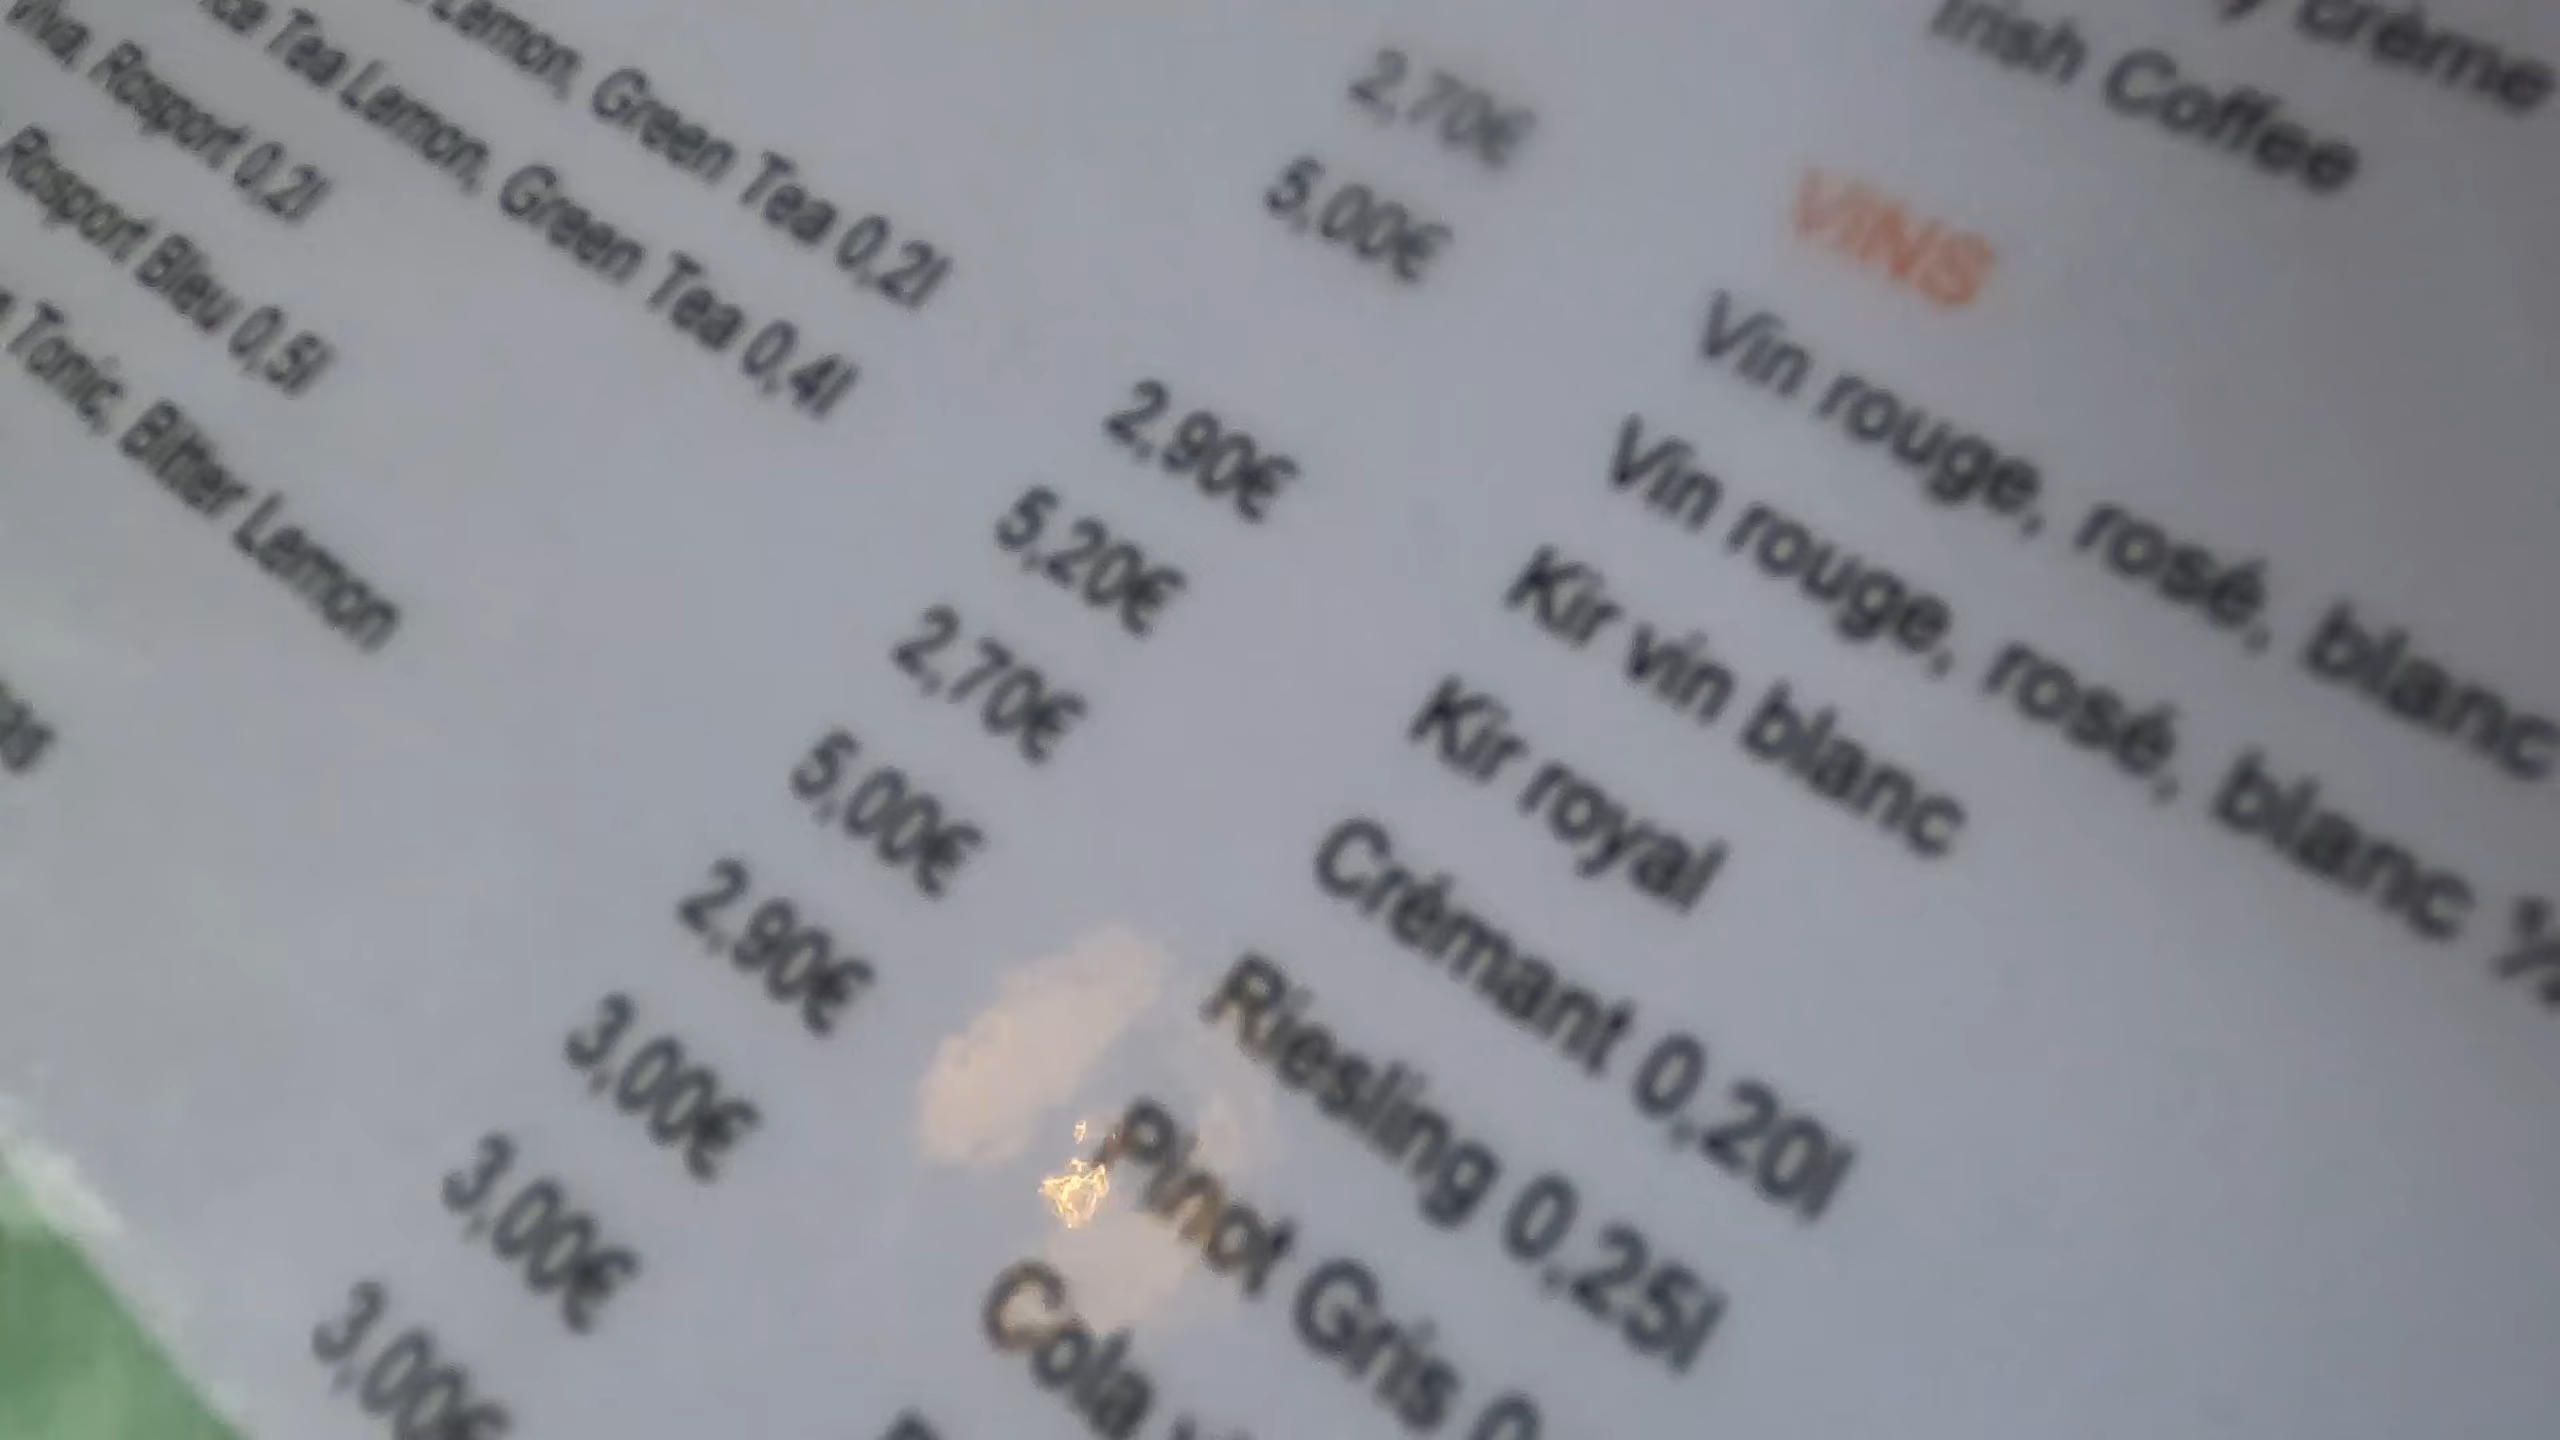 Lemon, Green Tea 0,2l
Tea Lemon, Green Tea 0,4l
Rosport 0,2l
Rosport Bleu 0,5l
Tonic, Bitter Lemon
2,70€
5,00€
2,90€
5,20€
2,70€
5,00€
2,90€
3,00€
3,00€
3,00€
crème
Irish Coffee
VINS
Vin rouge, rosé, blanc
Vin rouge, rosé, blanc
Kir vin blanc
Kir royal
Crémant 0,20l
Riesling 0,25l
Pinot Gris
Cola